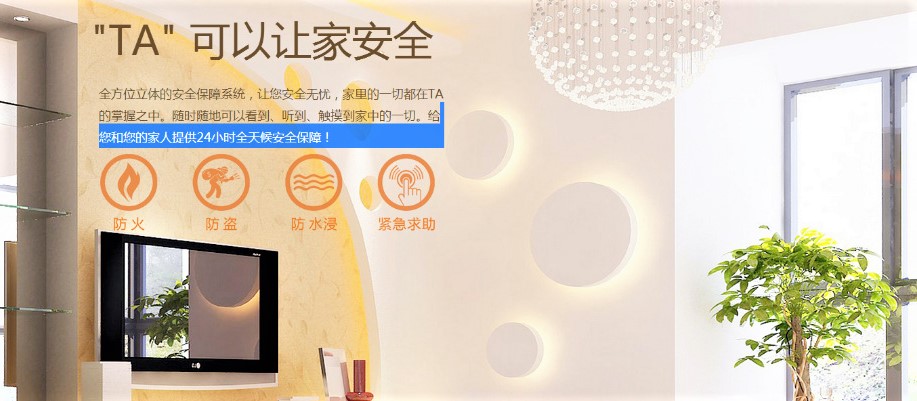 "TA" 可以让家安全
全方位立体的安全保障系统，让您安全无忧，家里的一切都在TA
的掌握之中。随时随地可以看到、听到、触摸到家中的一切。给
您和您的家人提供24小时全天候安全保障！
防 火
防 盗
防 水浸
紧急求助